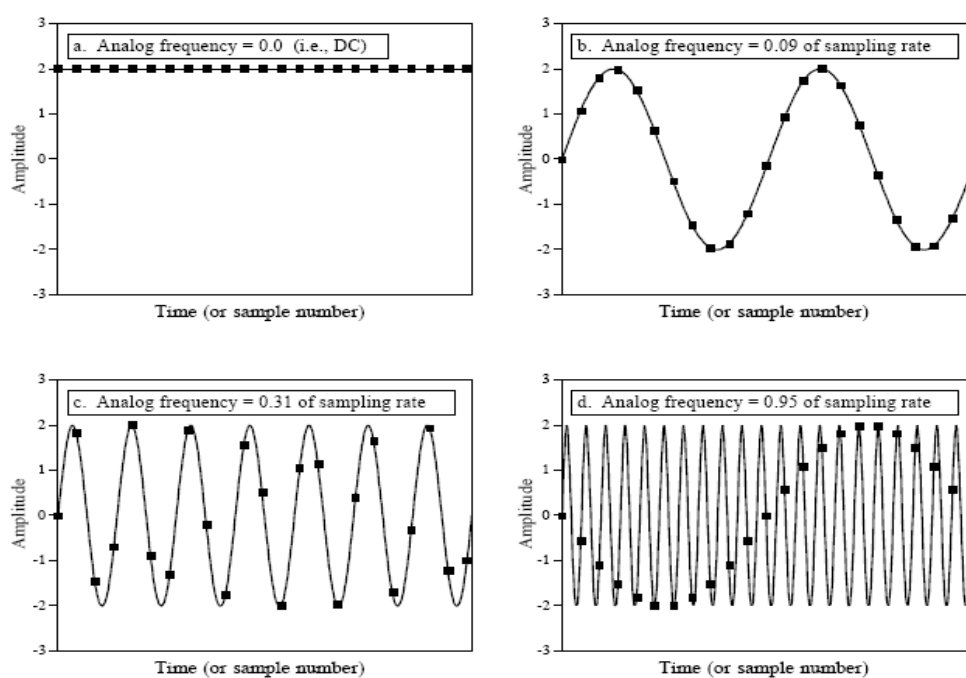 a. Analog frequency = 0.0 (i.e., DC)
3
2
1
0
-1
-2
-3
Amplitude
Time (or sample number)
b. Analog frequency = 0.09 of sampling rate
3
2
1
0
-1
-2
-3
Amplitude
Time (or sample number)
c. Analog frequency = 0.31 of sampling rate
3
2
1
0
-1
-2
-3
Amplitude
Time (or sample number)
d. Analog frequency = 0.95 of sampling rate
3
2
1
0
-1
-2
-3
Amplitude
Time (or sample number)